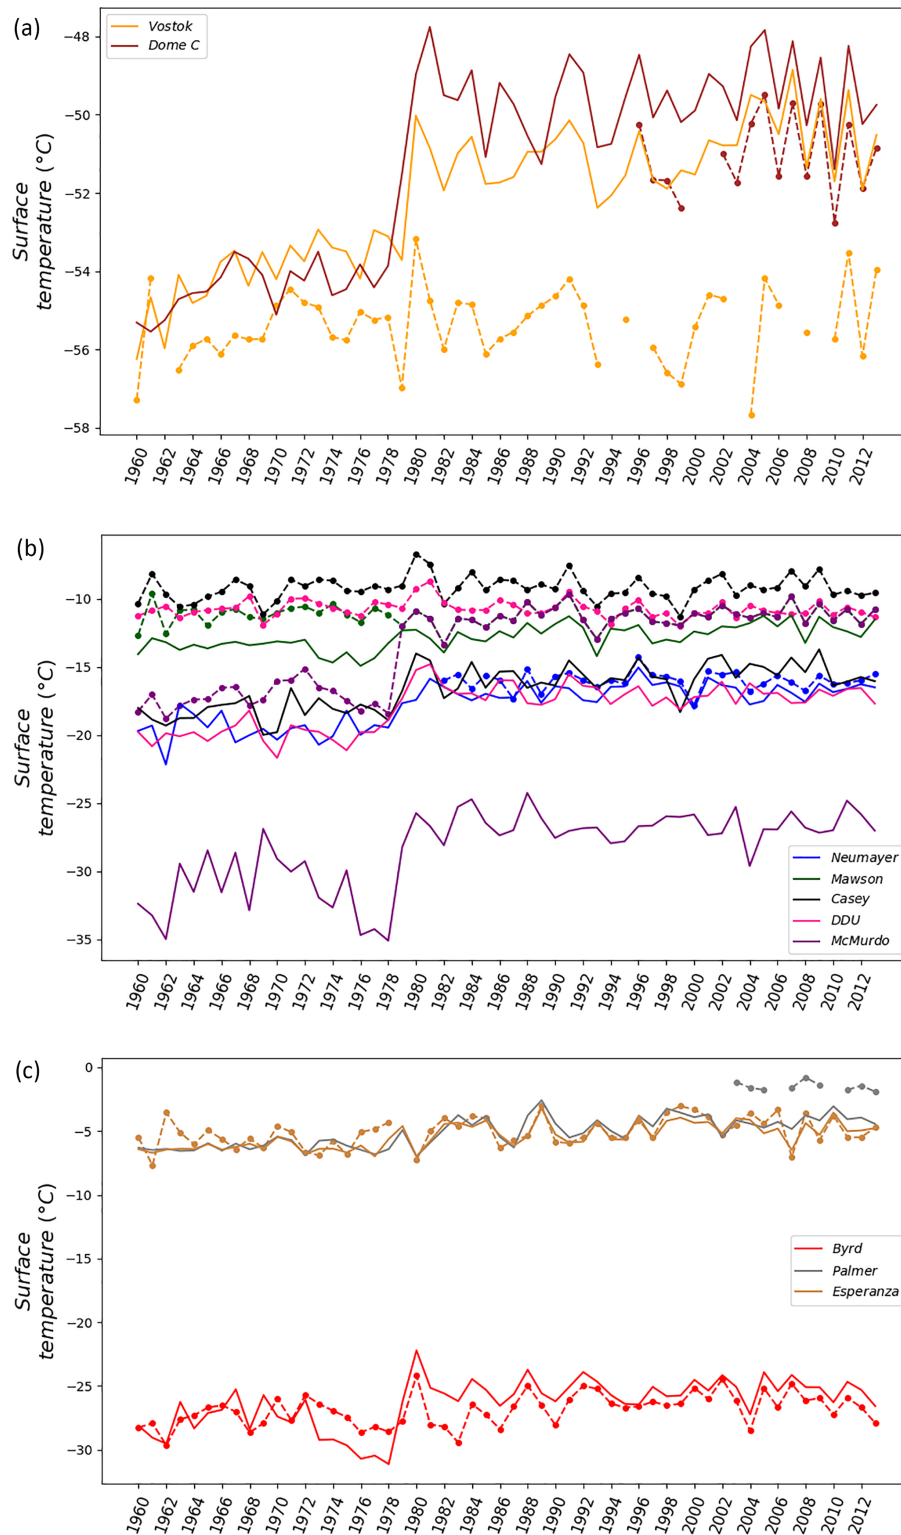 (a)
Vostok
Dome C
Surface
temperature (°C)
−48
−50
−52
−54
−56
−58
1960 1962 1964 1966 1968 1970 1972 1974 1976 1978 1980 1982 1984 1986 1988 1990 1992 1994 1996 1998 2000 2002 2004 2006 2008 2010 2012
(b)
Surface
temperature (°C)
−10
−15
−20
−25
−30
−35
Neumayer
Mawson
Casey
DDU
McMurdo
1960 1962 1964 1966 1968 1970 1972 1974 1976 1978 1980 1982 1984 1986 1988 1990 1992 1994 1996 1998 2000 2002 2004 2006 2008 2010 2012
(c)
Surface
temperature (°C)
0
−5
−10
−15
−20
−25
−30
Byrd
Palmer
Esperanza
1960 1962 1964 1966 1968 1970 1972 1974 1976 1978 1980 1982 1984 1986 1988 1990 1992 1994 1996 1998 2000 2002 2004 2006 2008 2010 2012